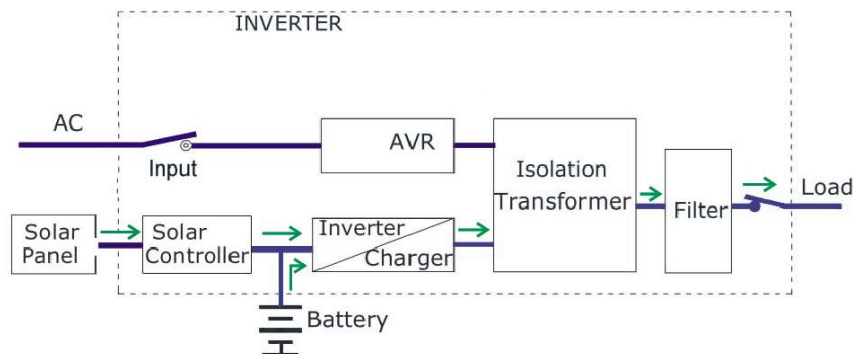 INVERTER
AC
Input
AVR
Isolation
Transformer
Filter
Load
Solar
Panel
Solar
Controller
Inverter
Charger
Battery